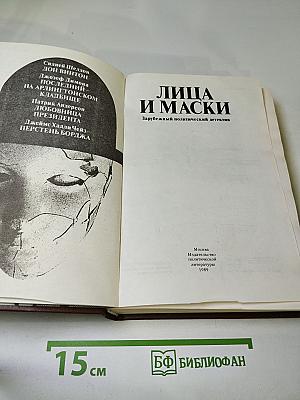 Сидней Шелдон
ДОН ВИНТОН
Джозеф Димона
ПОСЛЕДНИЙ
НА АРЛИНГТОНСКОМ
КЛАДБИЩЕ
Патрик Андерсон
ЛЮБОВНИЦА
ПРЕЗИДЕНТА
Джеймс Хэдли Чейз
ПЕРСТЕНЬ БОРДЖА
ЛИЦА
И МАСКИ
Зарубежный политический детектив
Москва
Издательство
политической
литературы
1989
15 см
БФ БИБЛИОФАН